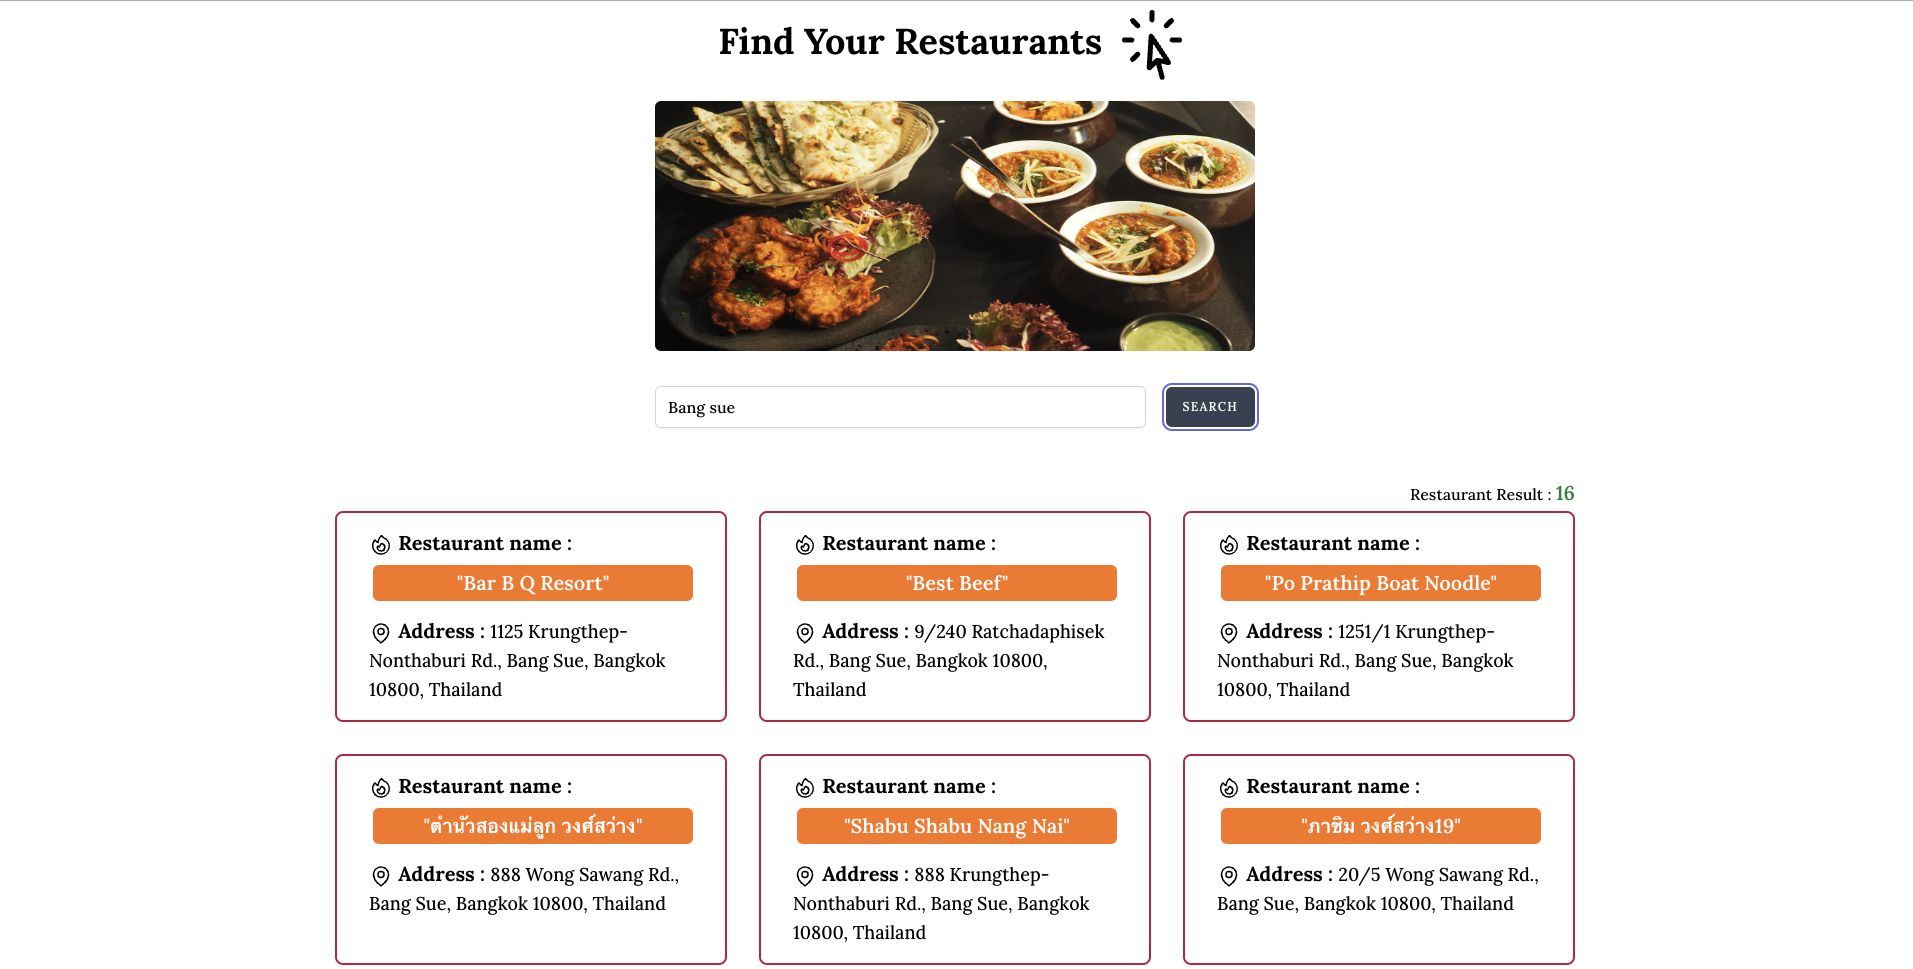 Find Your Restaurants
Bang sue
SEARCH
Restaurant Result : 16
Restaurant name :
"Bar B Q Resort"
Address : 1125 Krungthep-
Nonthaburi Rd., Bang Sue, Bangkok
10800, Thailand
Restaurant name :
"Best Beef"
Address : 9/240 Ratchadaphisek
Rd., Bang Sue, Bangkok 10800,
Thailand
Restaurant name :
"Po Prathip Boat Noodle"
Address : 1251/1 Krungthep-
Nonthaburi Rd., Bang Sue, Bangkok
10800, Thailand
Restaurant name :
"ตำนัวสองแม่ลูก วงศ์สว่าง"
Address : 888 Wong Sawang Rd.,
Bang Sue, Bangkok 10800, Thailand
Restaurant name :
"Shabu Shabu Nang Nai"
Address : 888 Krungthep-
Nonthaburi Rd., Bang Sue, Bangkok
10800, Thailand
Restaurant name :
"ภาชิม วงศ์สว่าง19"
Address : 20/5 Wong Sawang Rd.,
Bang Sue, Bangkok 10800, Thailand